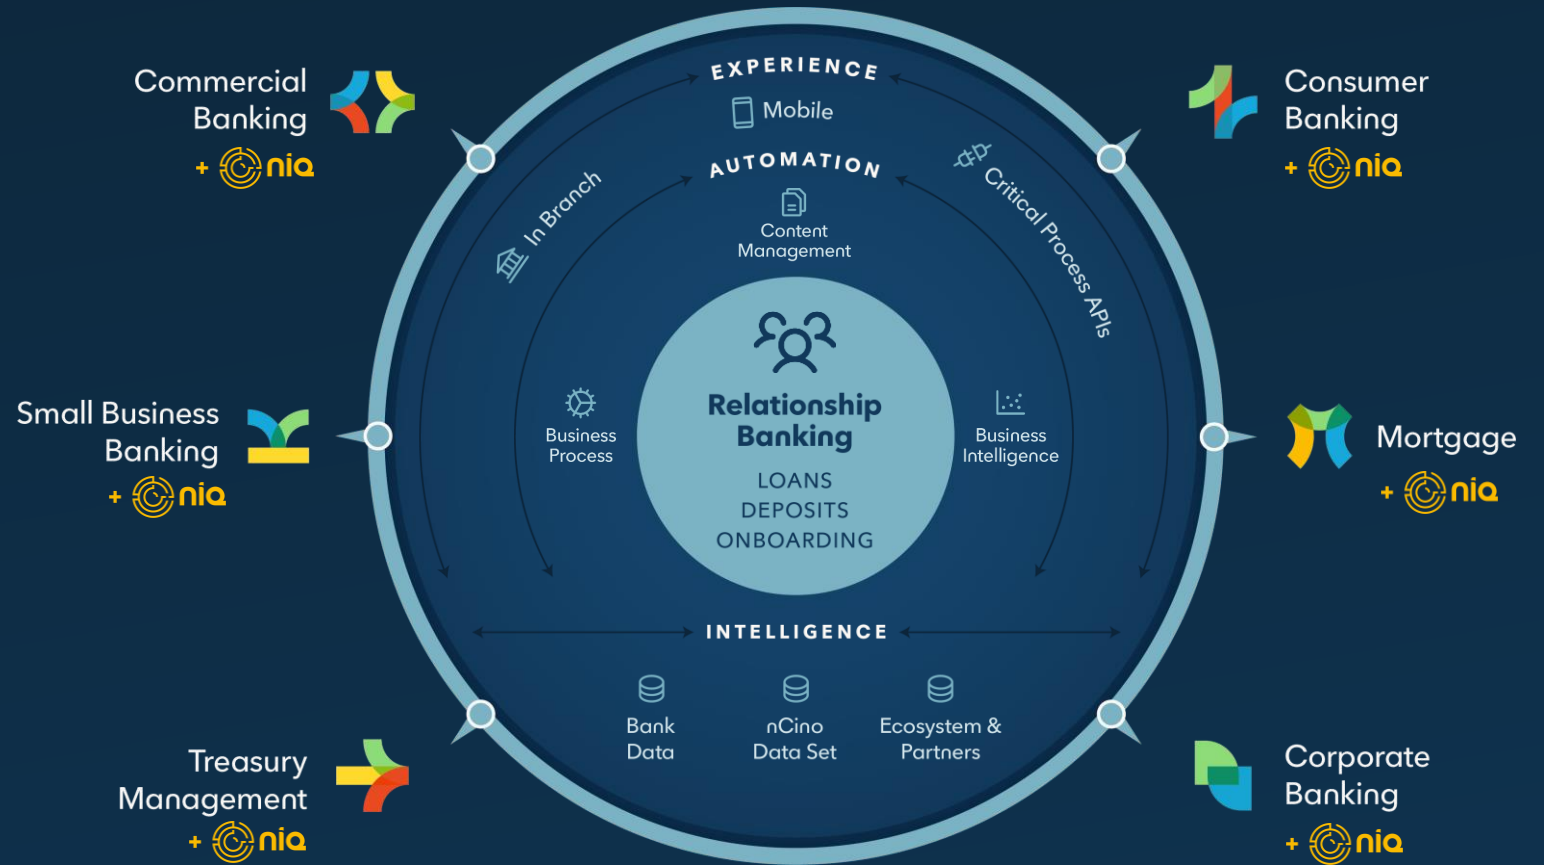 EXPERIENCE
Mobile
AUTOMATION
Content
Management
In Branch
Critical Process APIs
Business
Process
Business
Intelligence
Relationship
Banking
LOANS
DEPOSITS
ONBOARDING
INTELLIGENCE
Bank
Data
nCino
Data Set
Ecosystem &
Partners
Commercial
Banking
+ niQ
Small Business
Banking
+ niQ
Treasury
Management
+ niQ
Consumer
Banking
+ niQ
Mortgage
+ niQ
Corporate
Banking
+ niQ